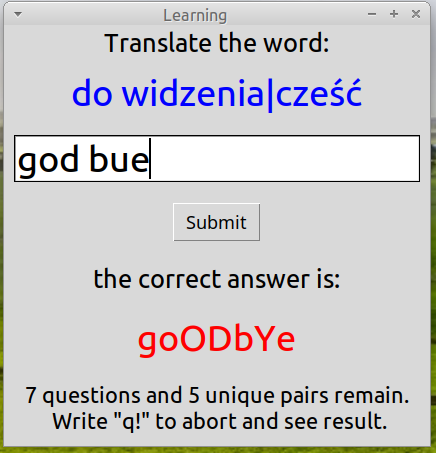 Learning
Translate the word:
do widzenia|cześć
god bue
Submit
the correct answer is:
goODbYe
7 questions and 5 unique pairs remain.
Write "q!" to abort and see result.